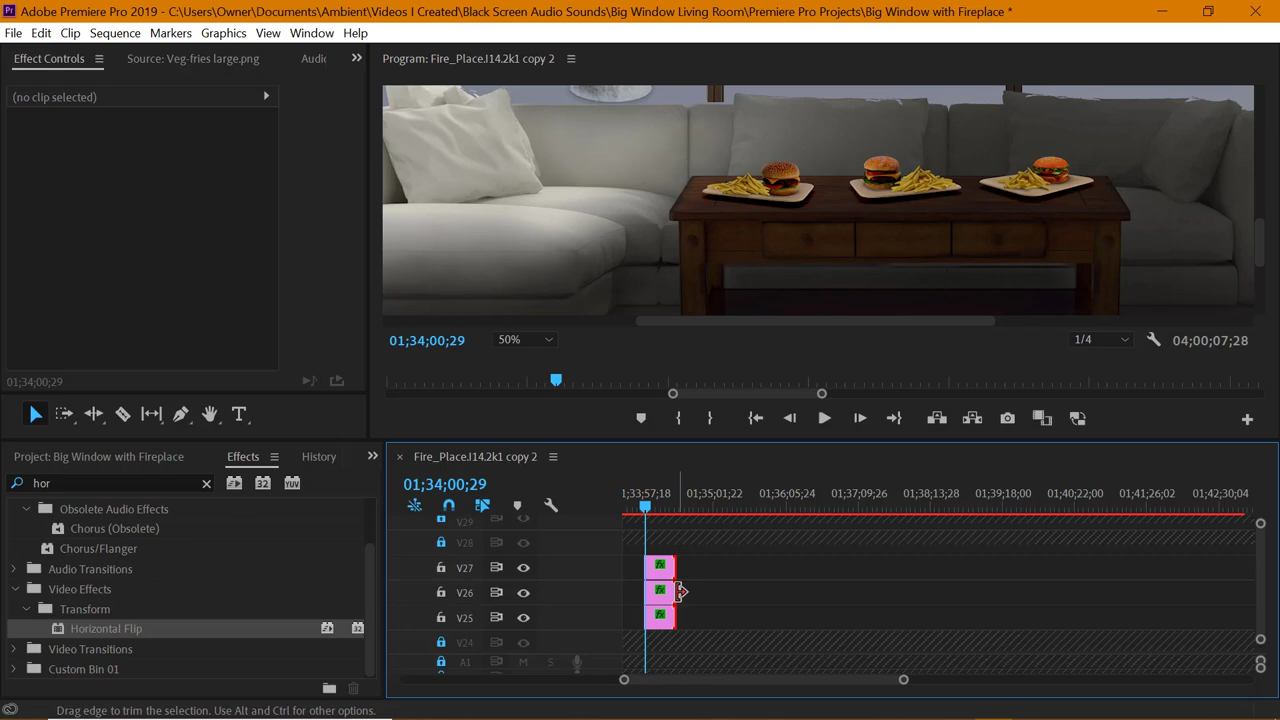 Adobe Premiere Pro 2019 - C:\Users\Owner\Documents\Ambient\Videos I Created\Black Screen Audio Sounds\Big Window Living Room\Premiere Pro Projects\Big Window with Fireplace *
File Edit Clip Sequence Markers Graphics View Window Help
Effect Controls Source: Veg-fries large.png Audic
Program: Fire_Place.l14.2k1 copy 2
(no clip selected)
01;34;00;29 50% 1/4 04;00;07;28
01;34;00;29
Project: Big Window with Fireplace Effects History
Fire_Place.l14.2k1 copy 2
hor
01;34;00;29
1;33;57;18 01;35;01;22 01;36;05;24 01;37;09;26 01;38;13;28 01;39;18;00 01;40;22;00 01;41;26;02 01;42;30;04
Obsolete Audio Effects
Chorus (Obsolete)
Chorus/Flanger
Audio Transitions
Video Effects
Transform
Horizontal Flip
Video Transitions
Custom Bin 01
V29
V28
V27
V26
V25
V24
A1 M S
fx
fx
fx
Drag edge to trim the selection. Use Alt and Ctrl for other options.